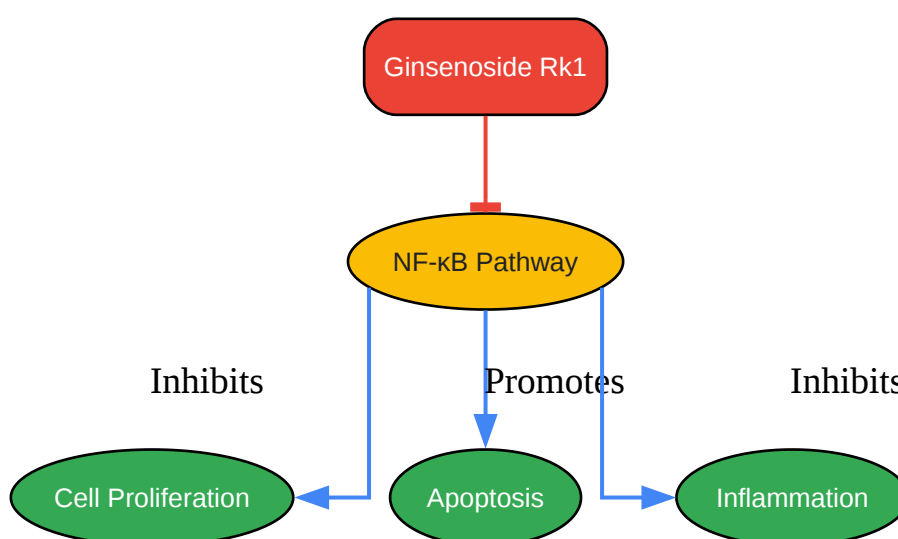 Ginsenoside Rk1
NF-κB Pathway
Inhibits
Promotes
Inhibits
Cell Proliferation
Apoptosis
Inflammation